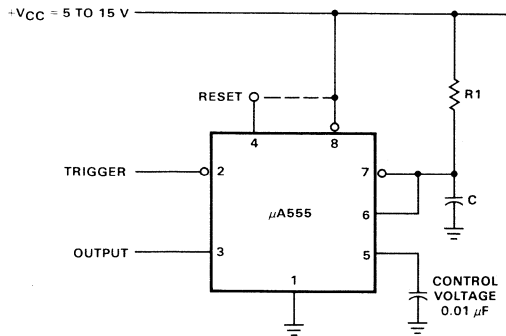 +VCC = 5 TO 15 V
R1
RESET
4
8
TRIGGER
2
7
C
µA555
6
OUTPUT
3
5
1
CONTROL
VOLTAGE
0.01 µF